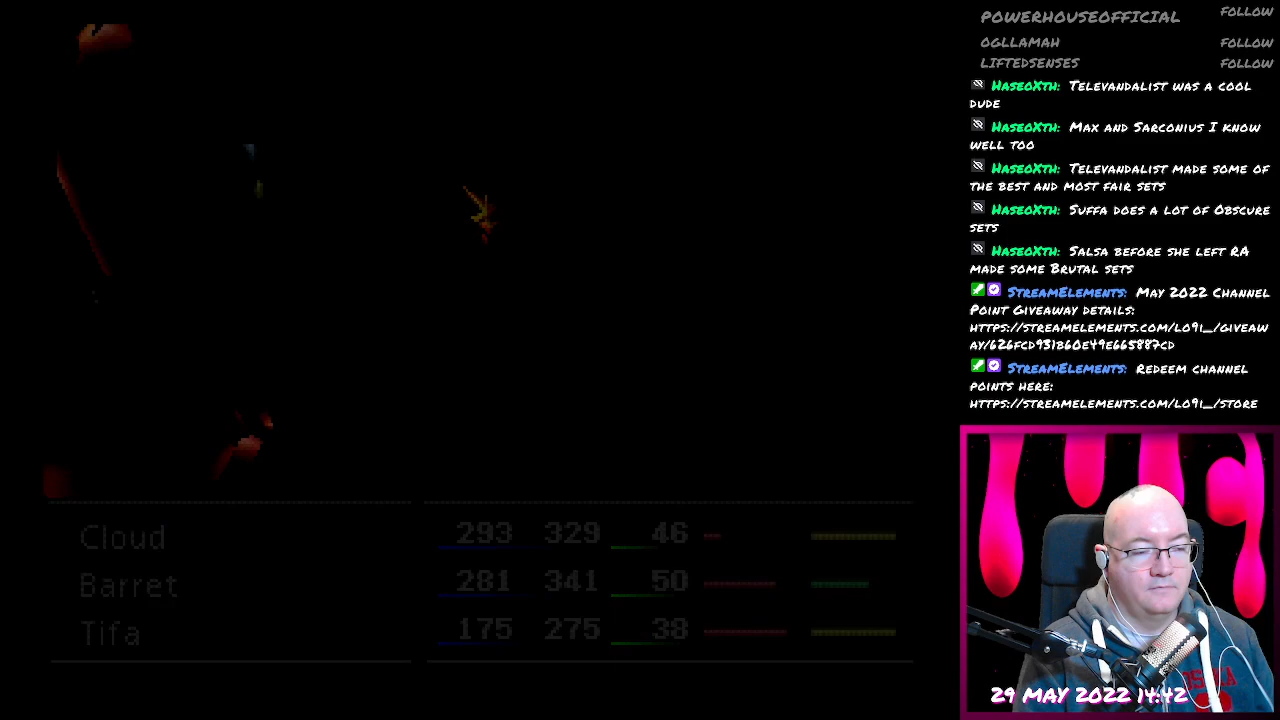 POWERHOUSEOFFICIAL FOLLOW
OGLLAMAH FOLLOW
LIFTEDSENSES FOLLOW
HaseoXth: Televandalist was a cool
dude
HaseoXth: Max and Sarconius I know
well too
HaseoXth: Televandalist made some of
the best and most fair sets
HaseoXth: Suffa does a lot of Obscure
sets
HaseoXth: Salsa before she left RA
made some Brutal sets
StreamElements: May 2022 Channel
Point Giveaway details:
https://streamelements.com/lo91_/giveaw
ay/626fcd931b60e49e665887cd
StreamElements: Redeem channel
points here:
https://streamelements.com/lo91_/store
Cloud 293 329 46
Barret 281 341 50
Tifa 175 275 38
29 MAY 2022 14:42